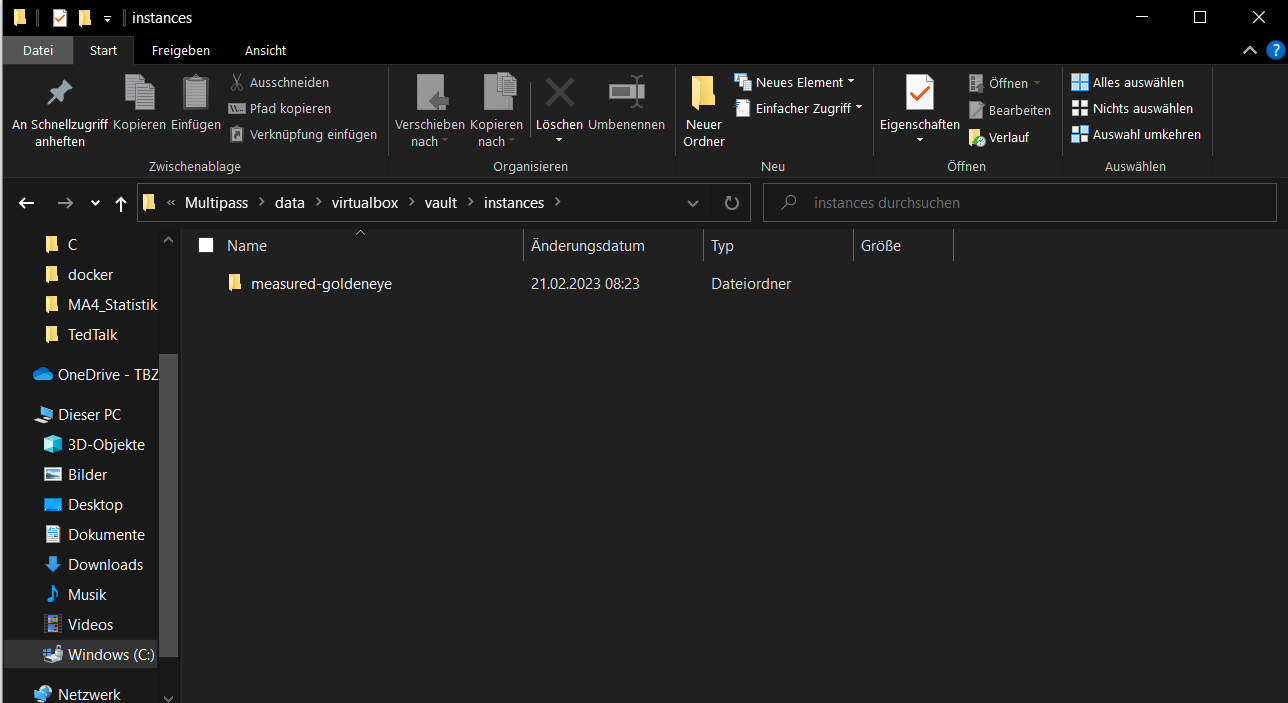 instances
Datei Start Freigeben Ansicht
An Schnellzugriff anheften
Kopieren
Einfügen
Ausschneiden
Pfad kopieren
Verknüpfung einfügen
Zwischenablage
Verschieben nach
Kopieren nach
Löschen
Umbenennen
Organisieren
Neuer Ordner
Neues Element
Einfacher Zugriff
Neu
Eigenschaften
Öffnen
Bearbeiten
Verlauf
Öffnen
Alles auswählen
Nichts auswählen
Auswahl umkehren
Auswählen
« Multipass > data > virtualbox > vault > instances >
instances durchsuchen
C
docker
MA4_Statistik
TedTalk
OneDrive - TBZ
Dieser PC
3D-Objekte
Bilder
Desktop
Dokumente
Downloads
Musik
Videos
Windows (C:)
Netzwerk
Name Änderungsdatum Typ Größe
measured-goldeneye 21.02.2023 08:23 Dateiordner